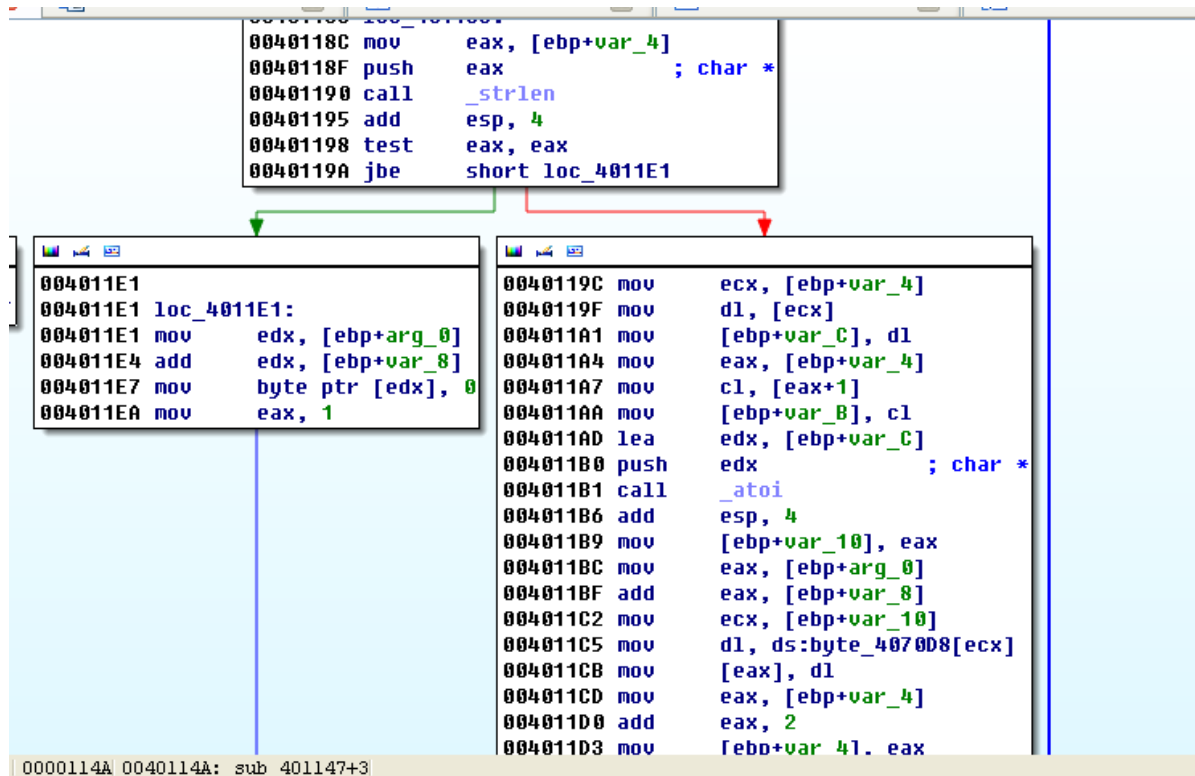 0040118C mov eax, [ebp+var_4]
0040118F push eax ; char *
00401190 call _strlen
00401195 add esp, 4
00401198 test eax, eax
0040119A jbe short loc_4011E1
004011E1
004011E1 loc_4011E1:
004011E1 mov edx, [ebp+arg_0]
004011E4 add edx, [ebp+var_8]
004011E7 mov byte ptr [edx], 0
004011EA mov eax, 1
0040119C mov ecx, [ebp+var_4]
0040119F mov dl, [ecx]
004011A1 mov [ebp+var_C], dl
004011A4 mov eax, [ebp+var_4]
004011A7 mov cl, [eax+1]
004011AA mov [ebp+var_B], cl
004011AD lea edx, [ebp+var_C]
004011B0 push edx ; char *
004011B1 call _atoi
004011B6 add esp, 4
004011B9 mov [ebp+var_10], eax
004011BC mov eax, [ebp+arg_0]
004011BF add eax, [ebp+var_8]
004011C2 mov ecx, [ebp+var_10]
004011C5 mov dl, ds:byte_4070D8[ecx]
004011CB mov [eax], dl
004011CD mov eax, [ebp+var_4]
004011D0 add eax, 2
004011D3 mov [ebp+var_4], eax
0000114A 0040114A: sub_401147+3